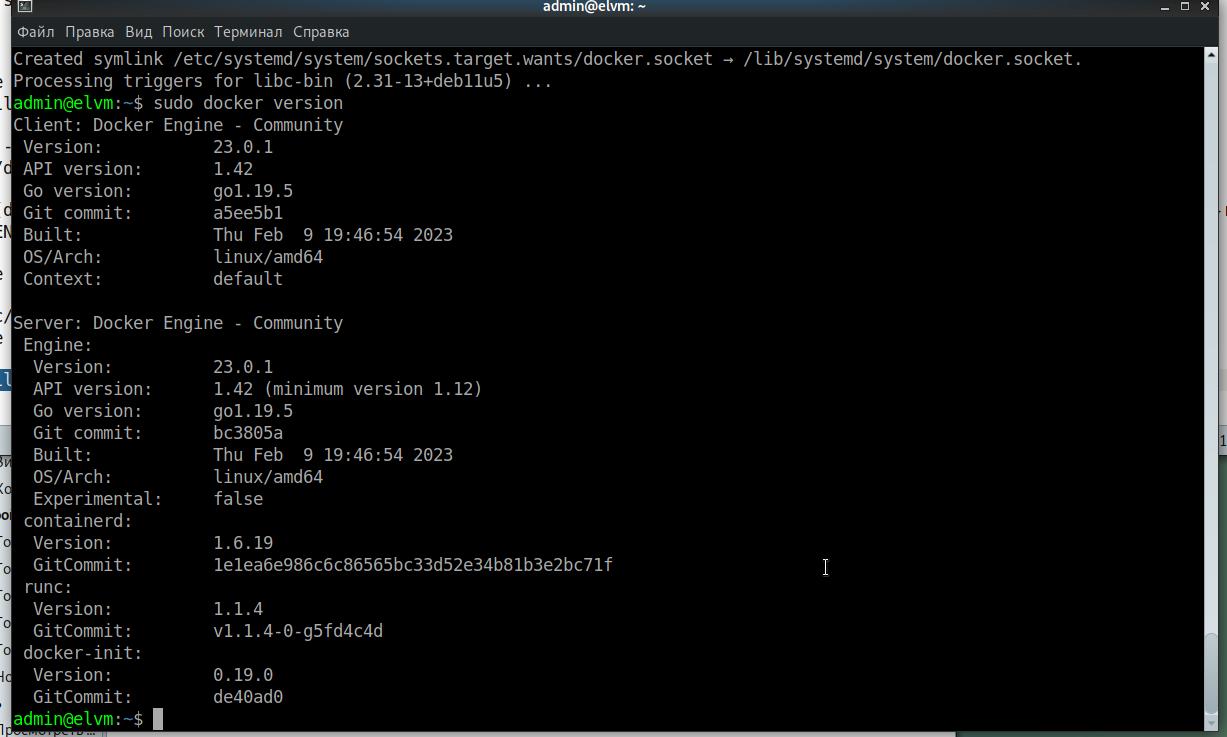 admin@elvm: ~
Файл Правка Вид Поиск Терминал Справка
Created symlink /etc/systemd/system/sockets.target.wants/docker.socket → /lib/systemd/system/docker.socket.
Processing triggers for libc-bin (2.31-13+deb11u5) ...
admin@elvm:~$ sudo docker version
Client: Docker Engine - Community
 Version:           23.0.1
 API version:       1.42
 Go version:        go1.19.5
 Git commit:        a5ee5b1
 Built:             Thu Feb  9 19:46:54 2023
 OS/Arch:           linux/amd64
 Context:           default
Server: Docker Engine - Community
 Engine:
  Version:          23.0.1
  API version:      1.42 (minimum version 1.12)
  Go version:       go1.19.5
  Git commit:       bc3805a
  Built:            Thu Feb  9 19:46:54 2023
  OS/Arch:          linux/amd64
  Experimental:     false
 containerd:
  Version:          1.6.19
  GitCommit:        1e1ea6e986c6c86565bc33d52e34b81b3e2bc71f
 runc:
  Version:          1.1.4
  GitCommit:        v1.1.4-0-g5fd4c4d
 docker-init:
  Version:          0.19.0
  GitCommit:        de40ad0
admin@elvm:~$